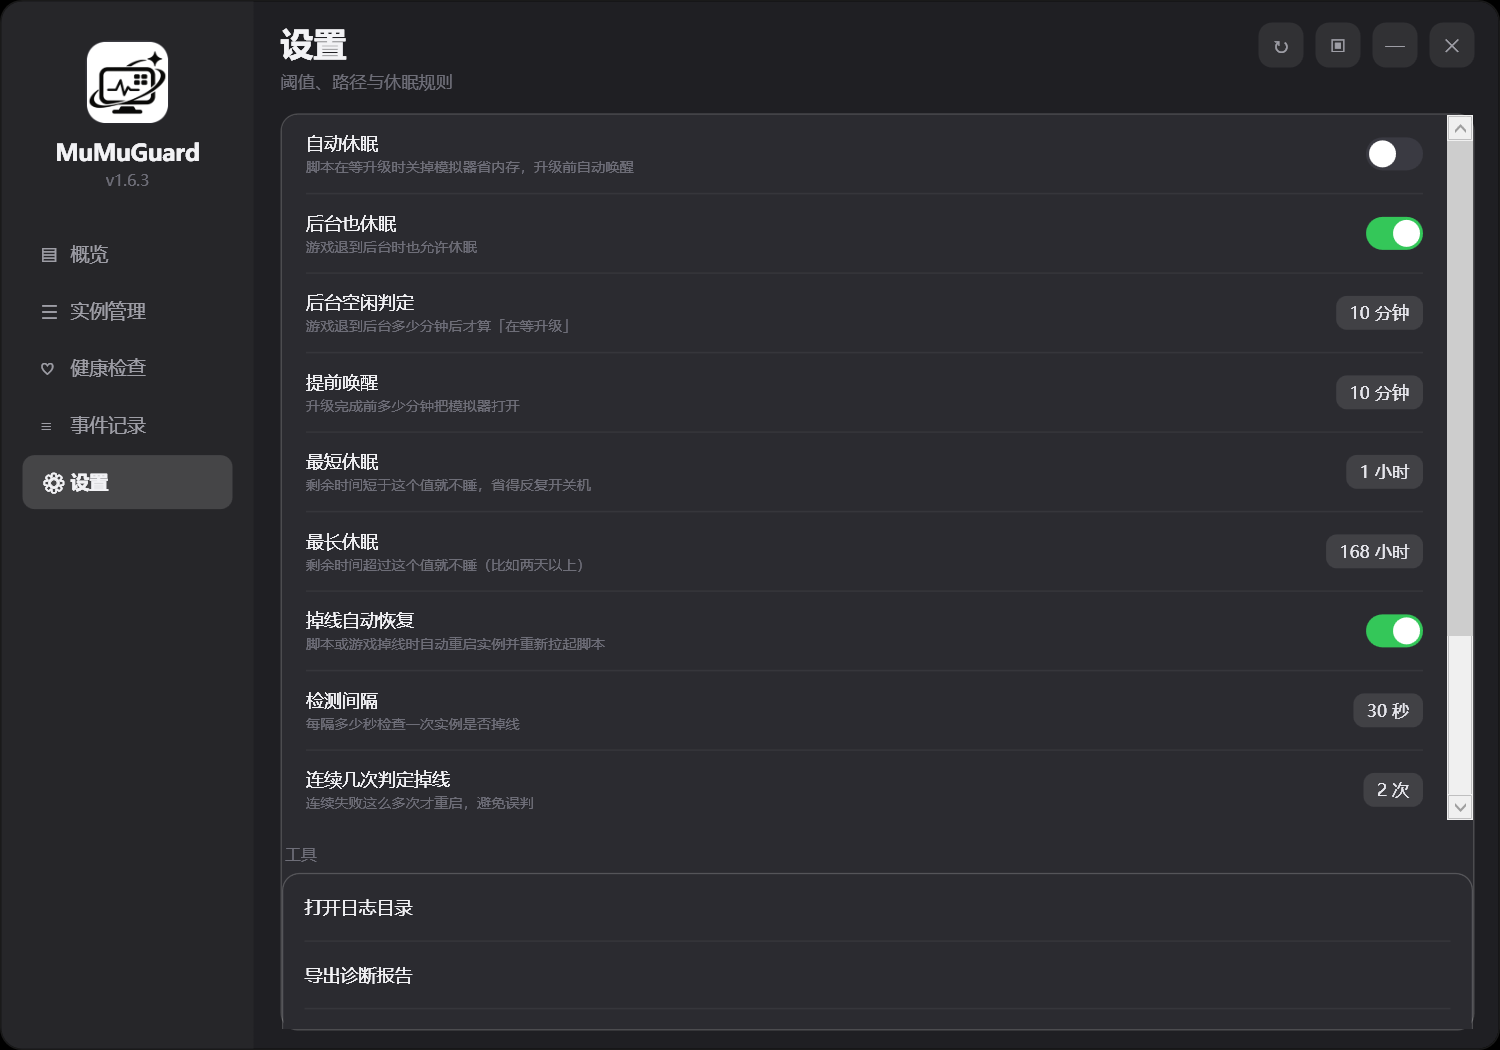 MuMuGuard
v1.6.3
概览
实例管理
健康检查
事件记录
设置
设置
阈值、路径与休眠规则
自动休眠
脚本在等升级时关掉模拟器省内存，升级前自动唤醒
后台也休眠
游戏退到后台时也允许休眠
后台空闲判定
游戏退到后台多少分钟后才算「在等升级」
10 分钟
提前唤醒
升级完成前多少分钟把模拟器打开
10 分钟
最短休眠
剩余时间短于这个值就不睡，省得反复开关机
1 小时
最长休眠
剩余时间超过这个值就不睡（比如两天以上）
168 小时
掉线自动恢复
脚本或游戏掉线时自动重启实例并重新拉起脚本
检测间隔
每隔多少秒检查一次实例是否掉线
30 秒
连续几次判定掉线
连续失败这么多次才重启，避免误判
2 次
工具
打开日志目录
导出诊断报告